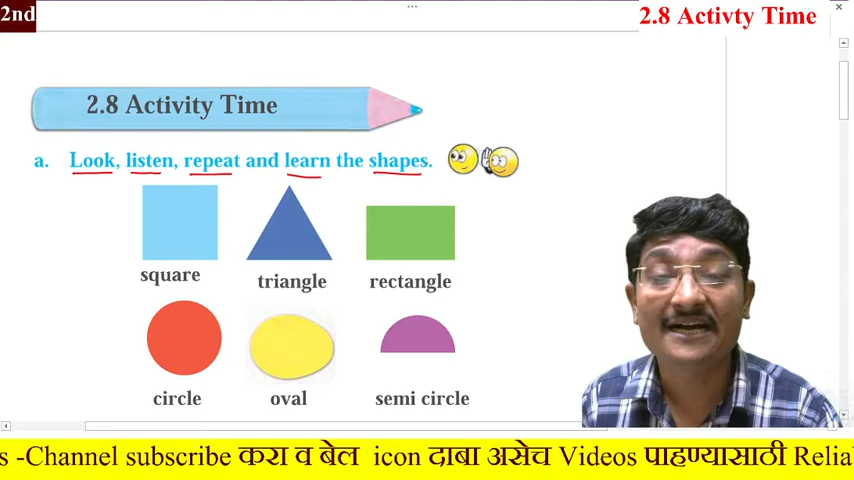 2nd
2.8 Activty Time
2.8 Activity Time
a. Look, listen, repeat and learn the shapes.
square triangle rectangle
circle oval semi circle
s -Channel subscribe करा व बेल icon दाबा असेच Videos पाहण्यासाठी Relia